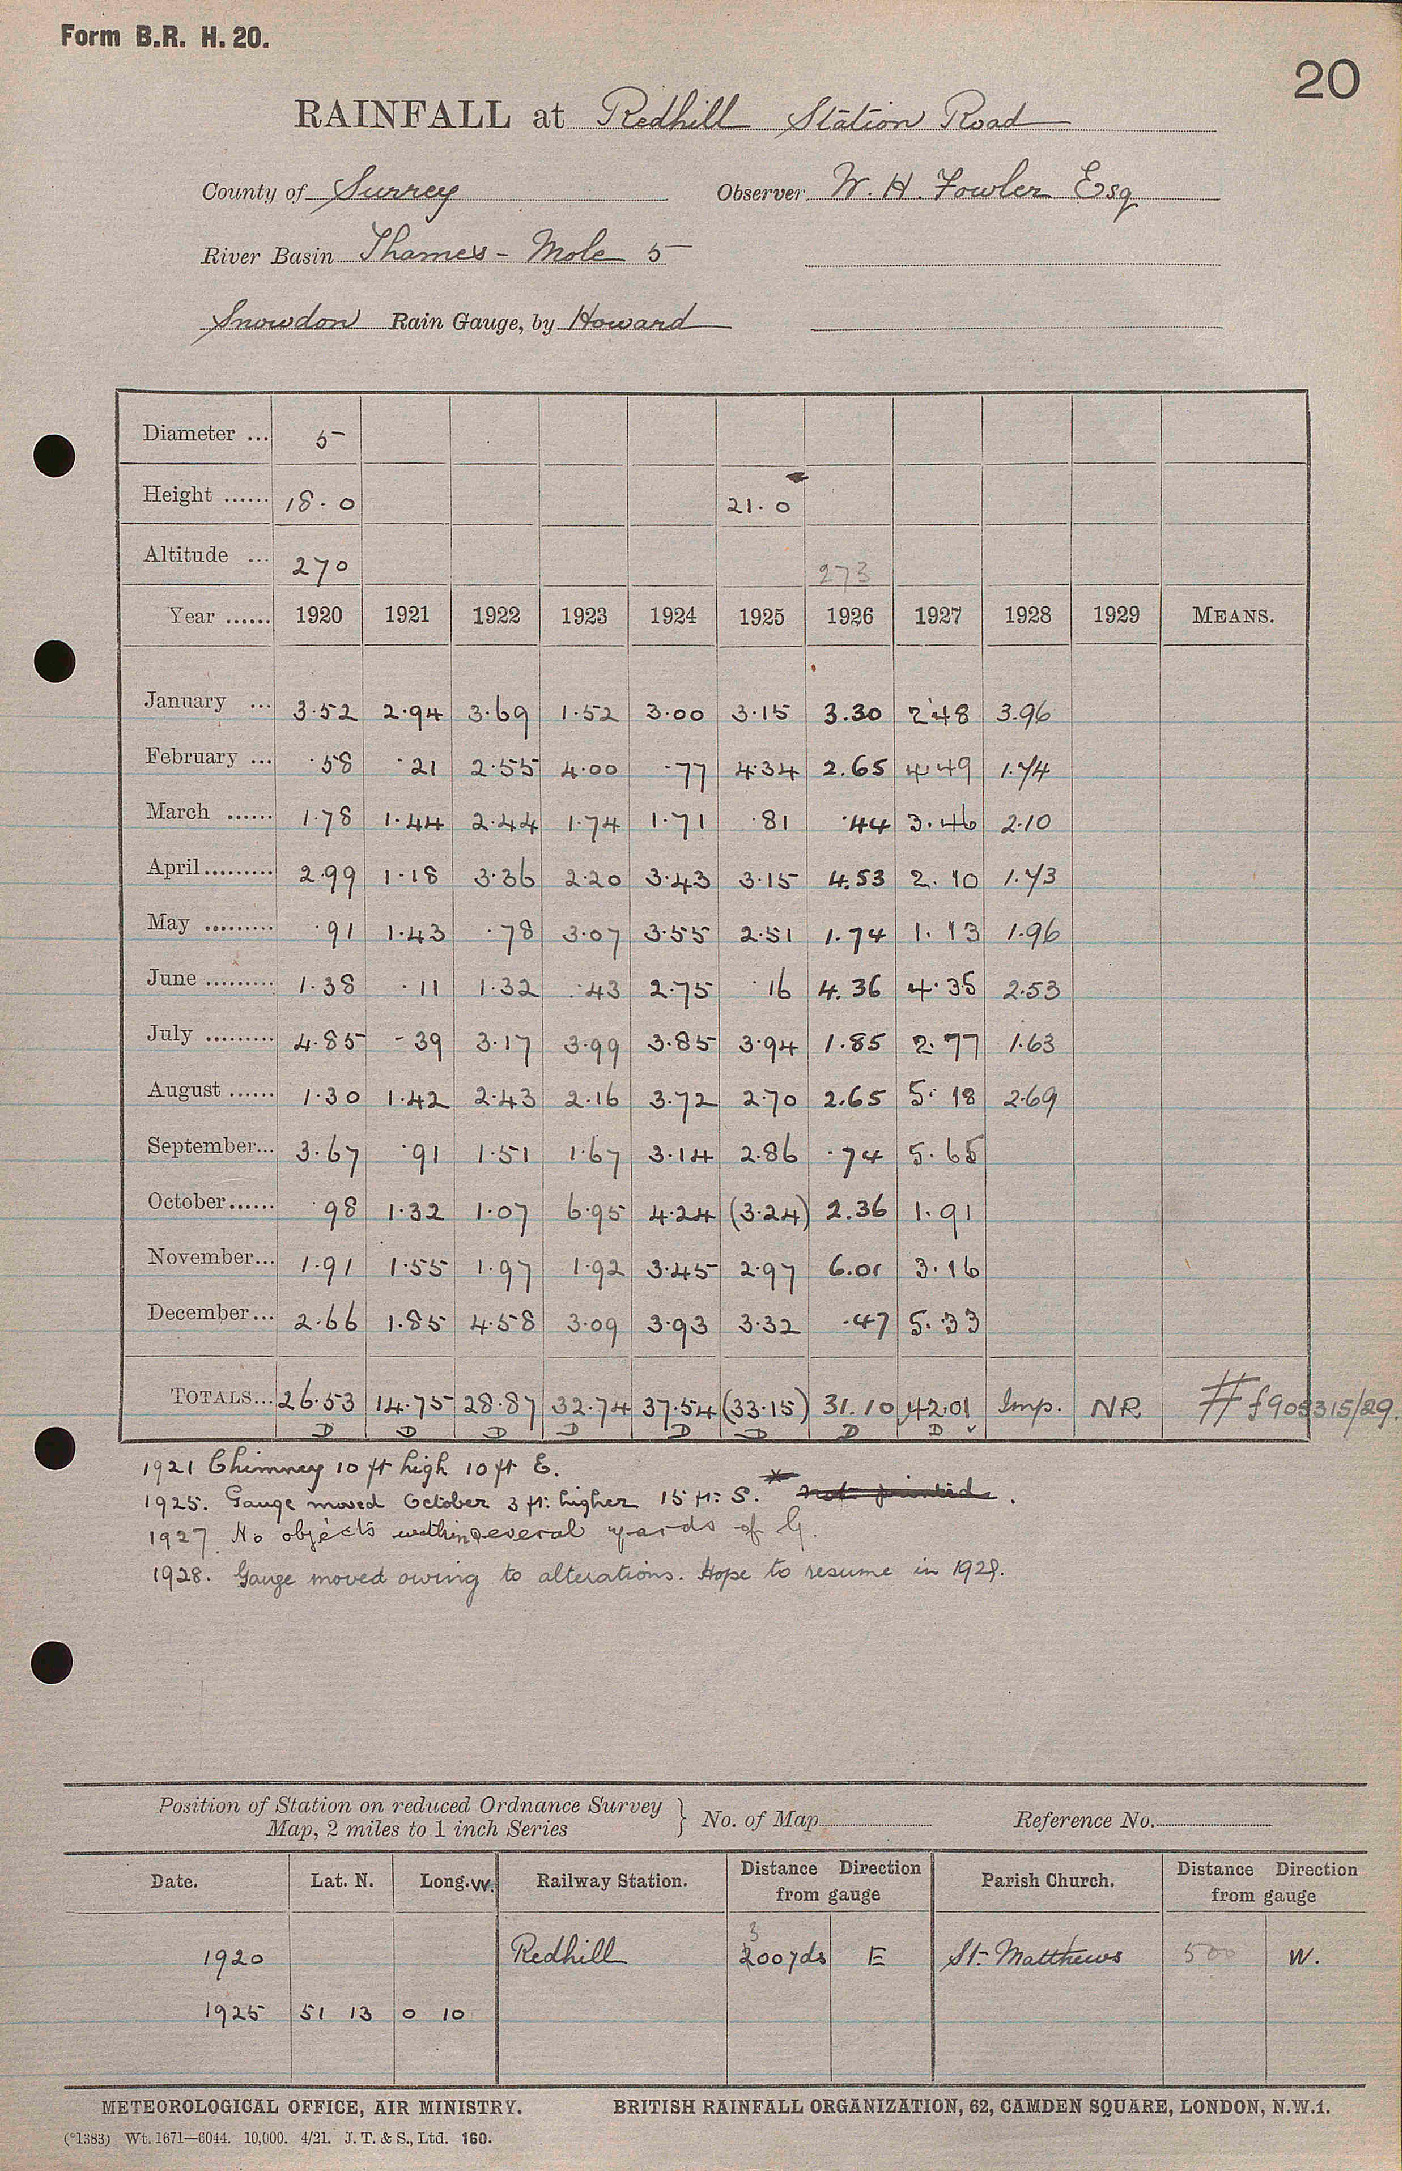 Form B.R. H. 20.
20
RAINFALL at Redhill Station Road
County of Surrey Observer W. H. Fowler Esq
River Basin Thames - Mole 5
Snowdon Rain Gauge, by Howard
Diameter ... 5
Height ...... 18.0 21.0
Altitude ... 270 273
Year ...... 1920 1921 1922 1923 1924 1925 1926 1927 1928 1929 MEANS.
January ... 3.52 2.94 3.69 1.52 3.00 3.15 3.30 2.48 3.96
February ... .58 .21 2.55 4.00 .77 4.34 2.65 4.49 1.74
March ...... 1.78 1.44 2.44 1.74 1.71 .81 .44 3.46 2.10
April ......... 2.99 1.18 3.36 2.20 3.43 3.15 4.53 2.10 1.73
May ......... .91 1.43 .78 3.07 3.55 2.51 1.74 1.13 1.96
June ......... 1.38 .11 1.32 .43 2.75 .16 4.36 4.35 2.53
July ......... 4.85 .39 3.17 3.99 3.85 3.94 1.85 2.77 1.63
August ...... 1.30 1.42 2.43 2.16 3.72 2.70 2.65 5.18 2.69
September... 3.67 .91 1.51 1.67 3.14 2.86 .74 5.65
October...... .98 1.32 1.07 6.95 4.24 (3.24) 2.36 1.91
November... 1.91 1.55 1.97 1.92 3.45 2.97 6.01 3.16
December... 2.66 1.85 4.58 3.09 3.93 3.32 .47 5.33
TOTALS... 26.53 14.75 28.87 32.74 37.54 (33.15) 31.10 42.01 Imp. NR # f905315/29.
D D D D D D D D ✓
1921 Chimney 10 ft high 10 ft E.
1925. Gauge moved October 3 ft: higher 15 ft: S. * not printed.
1927. No objects within several yards of G.
1928. Gauge moved owing to alterations. Hope to resume in 1929.
Position of Station on reduced Ordnance Survey
Map, 2 miles to 1 inch Series } No. of Map Reference No.
Date. Lat. N. Long. W. Railway Station. Distance Direction from gauge Parish Church. Distance Direction from gauge
3
1920 Redhill 200 yds E St. Matthews 500 W.
1925 51 13 0 10
METEOROLOGICAL OFFICE, AIR MINISTRY. BRITISH RAINFALL ORGANIZATION, 62, CAMDEN SQUARE, LONDON, N.W.1.
(*1383) Wt. 1671—6044. 10,000. 4/21. J. T. & S., Ltd. 160.